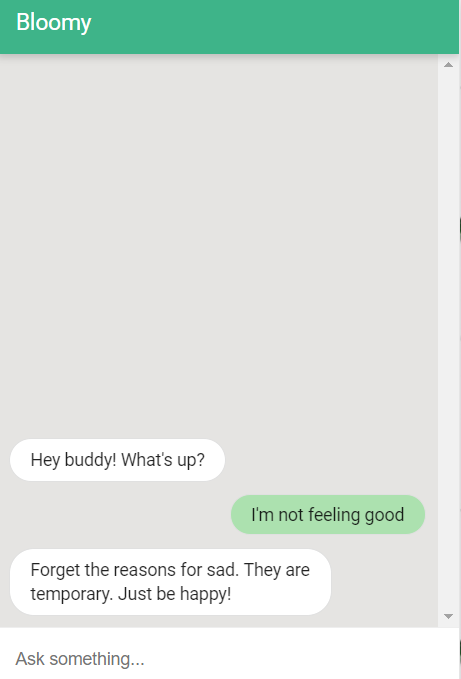 Bloomy
Hey buddy! What's up?
I'm not feeling good
Forget the reasons for sad. They are
temporary. Just be happy!
Ask something...